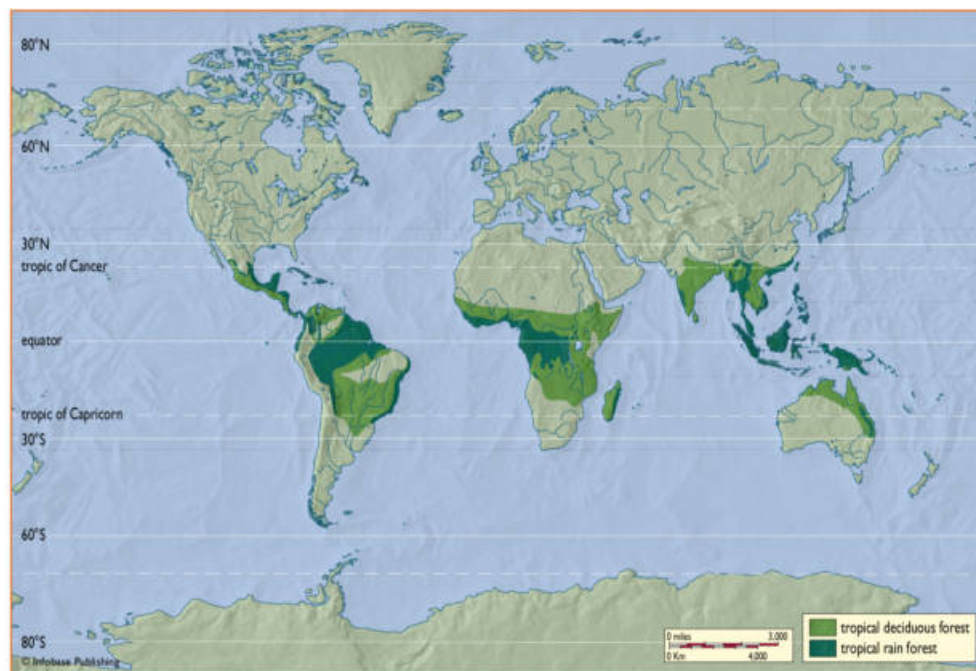 80°N
60°N
30°N
tropic of Cancer
equator
tropic of Capricorn
30°S
60°S
80°S
© Infobase Publishing
0 miles 3,000
0 Km 4,000
tropical deciduous forest
tropical rain forest